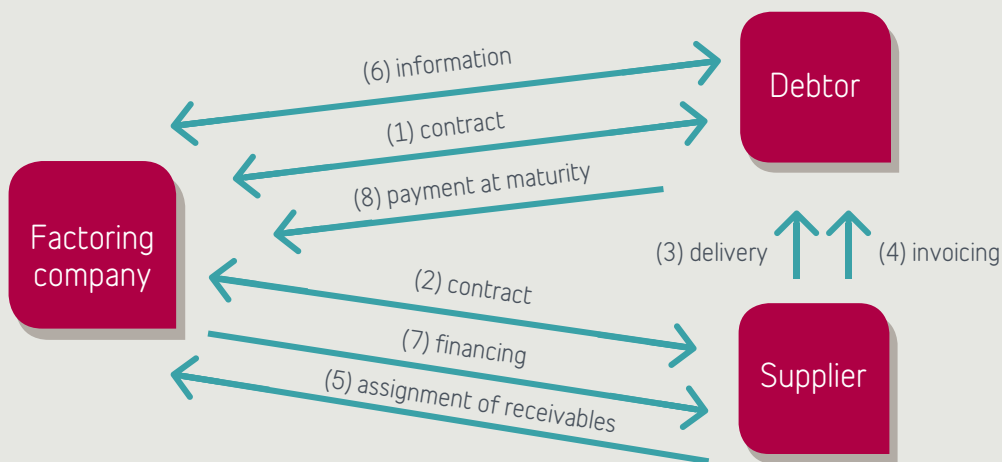 (6) information
Debtor
(1) contract
(8) payment at maturity
Factoring
company
(3) delivery
(4) invoicing
(2) contract
(7) financing
Supplier
(5) assignment of receivables